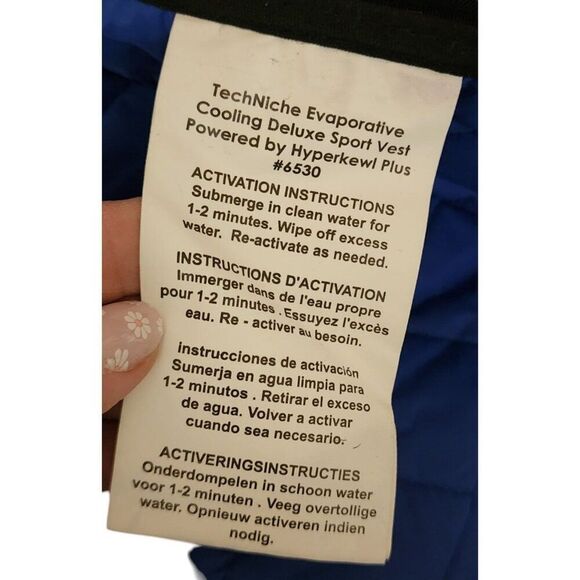 TechNiche Evaporative
Cooling Deluxe Sport Vest
Powered by Hyperkewl Plus
#6530
ACTIVATION INSTRUCTIONS
Submerge in clean water for
1-2 minutes. Wipe off excess
water. Re-activate as needed.
INSTRUCTIONS D'ACTIVATION
Immerger dans de l'eau propre
pour 1-2 minutes . Essuyez l'excès
eau. Re - activer au besoin.
instrucciones de activación
Sumerja en agua limpia para
1-2 minutos . Retirar el exceso
de agua. Volver a activar
cuando sea necesario.
ACTIVERINGSINSTRUCTIES
Onderdompelen in schoon water
voor 1-2 minuten . Veeg overtollige
water. Opnieuw activeren indien
nodig.